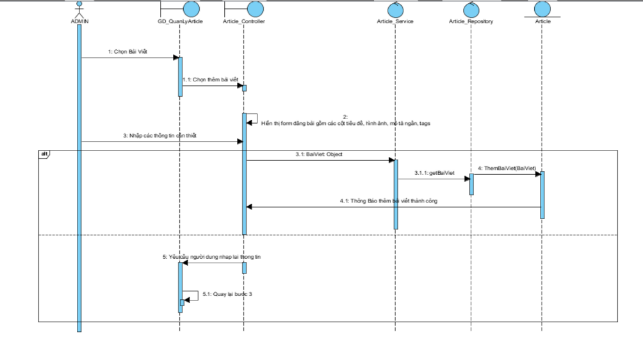 ADMIN
GD_QuanLyArticle
Article_Controller
Article_Service
Article_Repository
Article
1: Chọn Bài Viết
1.1: Chọn thêm bài viết
2:
Hiển thị form đăng bài gồm các cột tiêu đề, hình ảnh, mô tả ngắn, tags
3: Nhập các thông tin cần thiết
alt
3.1: BaiViet: Object
3.1.1: getBaiViet
4: ThemBaiViet(BaiViet)
4.1: Thông Báo thêm bài viết thành công
5: Yêu cầu người dùng nhập lại thông tin
5.1: Quay lại bước 3